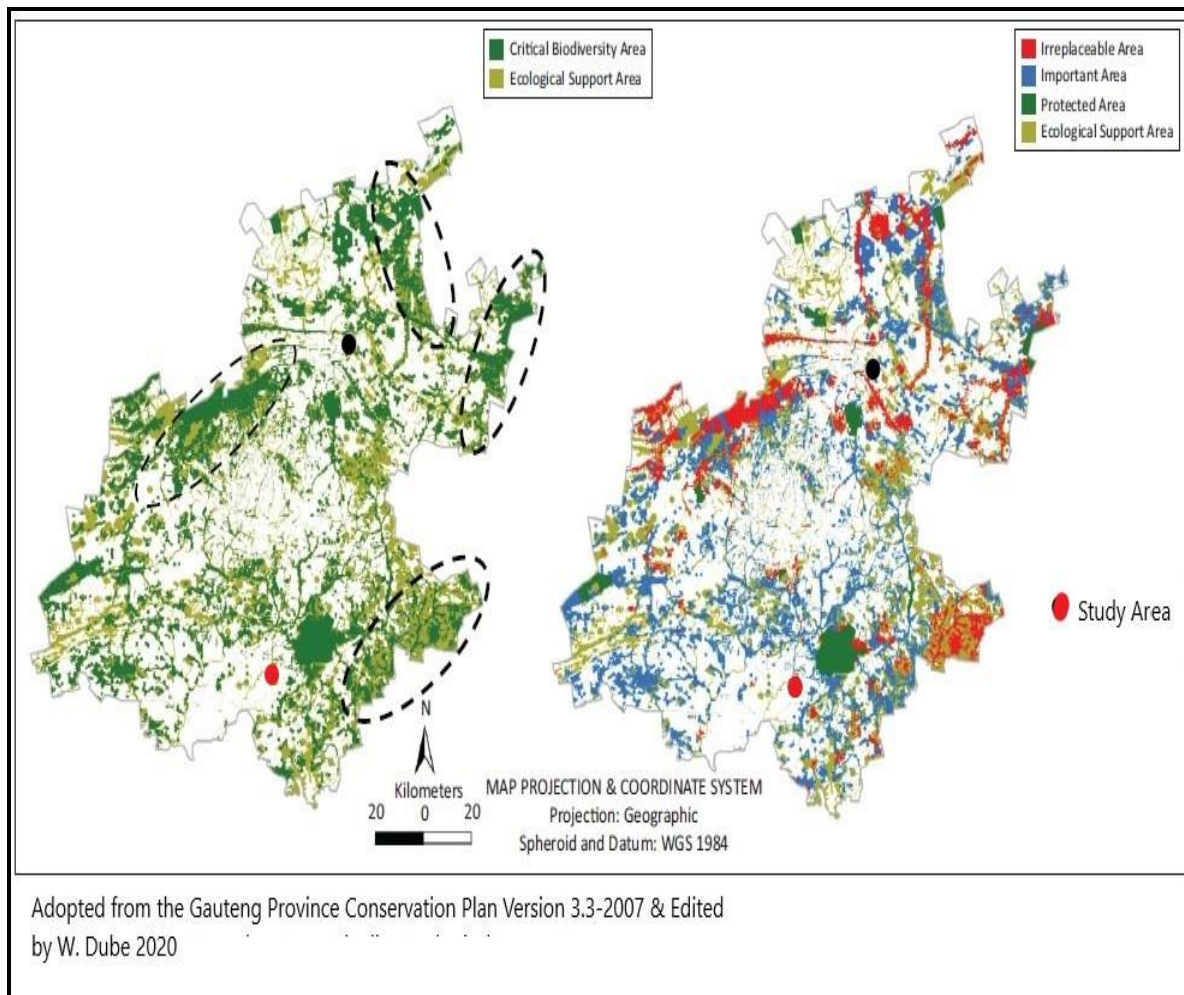 Critical Biodiversity Area
Ecological Support Area
Irreplaceable Area
Important Area
Protected Area
Ecological Support Area
Study Area
N
Kilometers
20 0 20
MAP PROJECTION & COORDINATE SYSTEM
Projection: Geographic
Spheroid and Datum: WGS 1984
Adopted from the Gauteng Province Conservation Plan Version 3.3-2007 & Edited
by W. Dube 2020